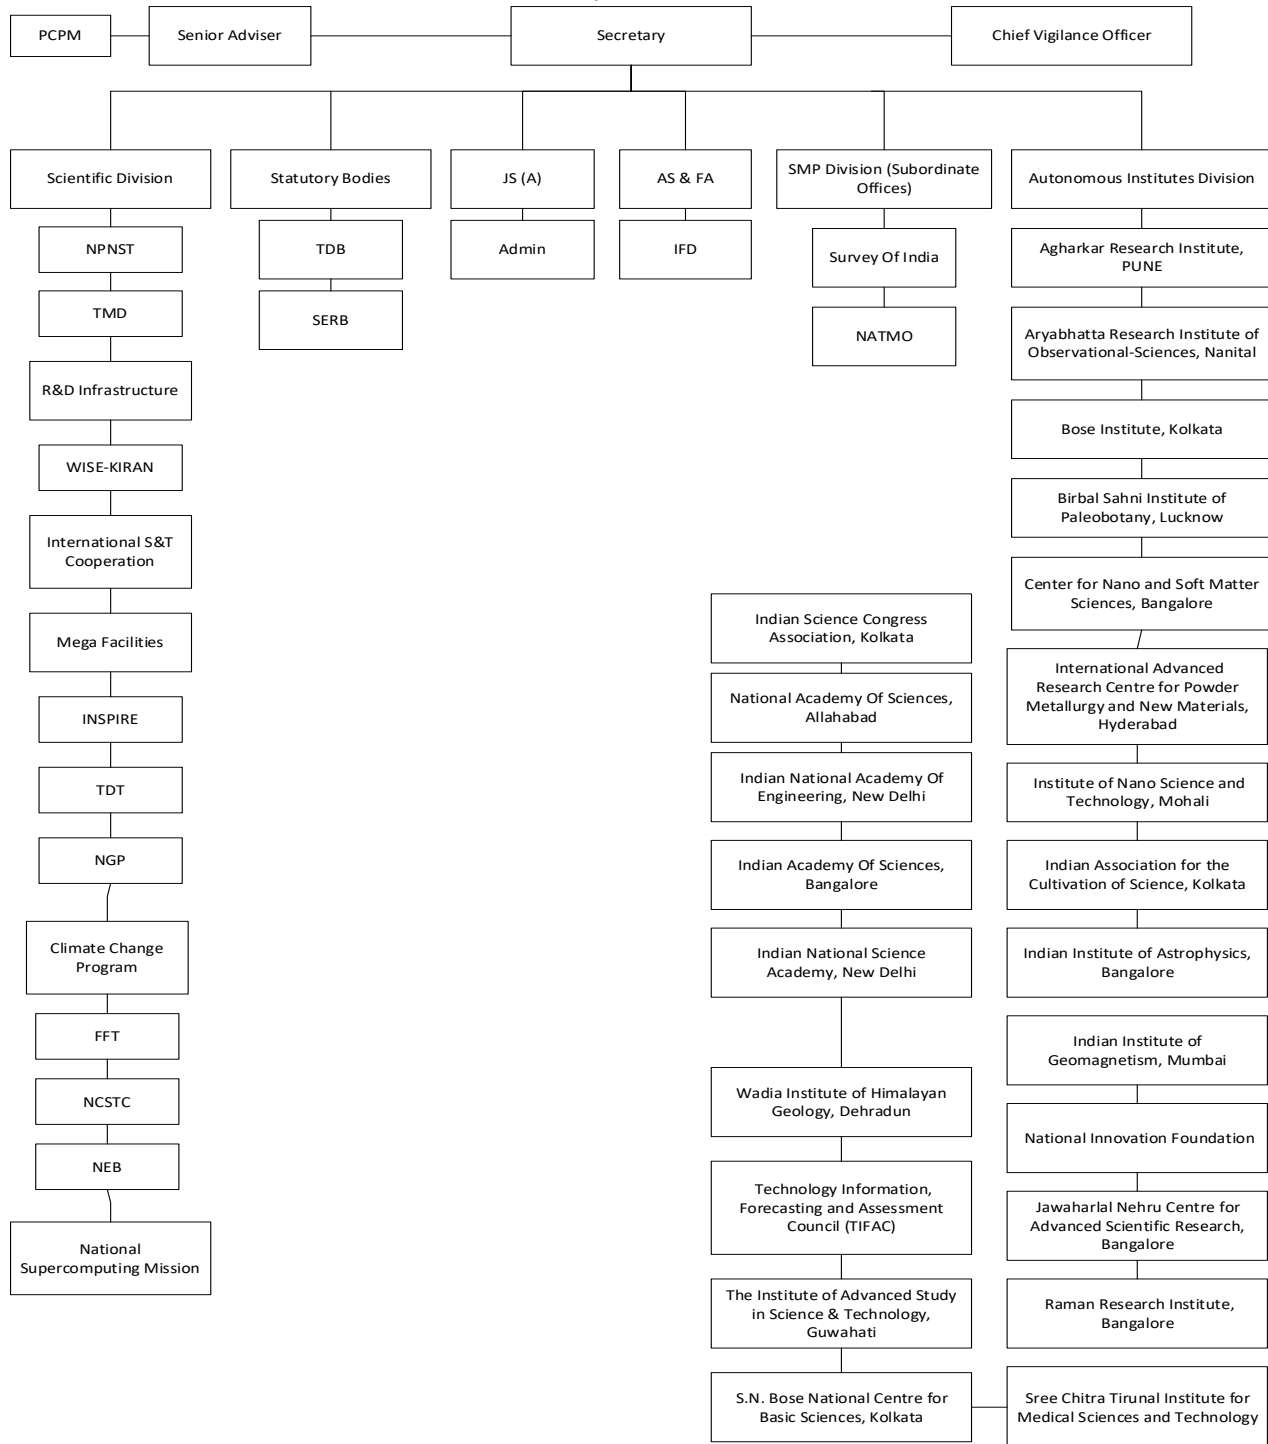 PCPM
Senior Adviser
Secretary
Chief Vigilance Officer
Scientific Division
Statutory Bodies
JS (A)
AS & FA
SMP Division (Subordinate
Offices)
Autonomous Institutes Division
NPNST
TMD
R&D Infrastructure
WISE-KIRAN
International S&T
Cooperation
Mega Facilities
INSPIRE
TDT
NGP
Climate Change
Program
FFT
NCSTC
NEB
National
Supercomputing Mission
TDB
SERB
Admin
IFD
Survey Of India
NATMO
Agharkar Research Institute,
PUNE
Aryabhatta Research Institute of
Observational-Sciences, Nanital
Bose Institute, Kolkata
Birbal Sahni Institute of
Paleobotany, Lucknow
Center for Nano and Soft Matter
Sciences, Bangalore
International Advanced
Research Centre for Powder
Metallurgy and New Materials,
Hyderabad
Institute of Nano Science and
Technology, Mohali
Indian Association for the
Cultivation of Science, Kolkata
Indian Institute of Astrophysics,
Bangalore
Indian Institute of
Geomagnetism, Mumbai
National Innovation Foundation
Jawaharlal Nehru Centre for
Advanced Scientific Research,
Bangalore
Raman Research Institute,
Bangalore
Sree Chitra Tirunal Institute for
Medical Sciences and Technology
Indian Science Congress
Association, Kolkata
National Academy Of Sciences,
Allahabad
Indian National Academy Of
Engineering, New Delhi
Indian Academy Of Sciences,
Bangalore
Indian National Science
Academy, New Delhi
Wadia Institute of Himalayan
Geology, Dehradun
Technology Information,
Forecasting and Assessment
Council (TIFAC)
The Institute of Advanced Study
in Science & Technology,
Guwahati
S.N. Bose National Centre for
Basic Sciences, Kolkata